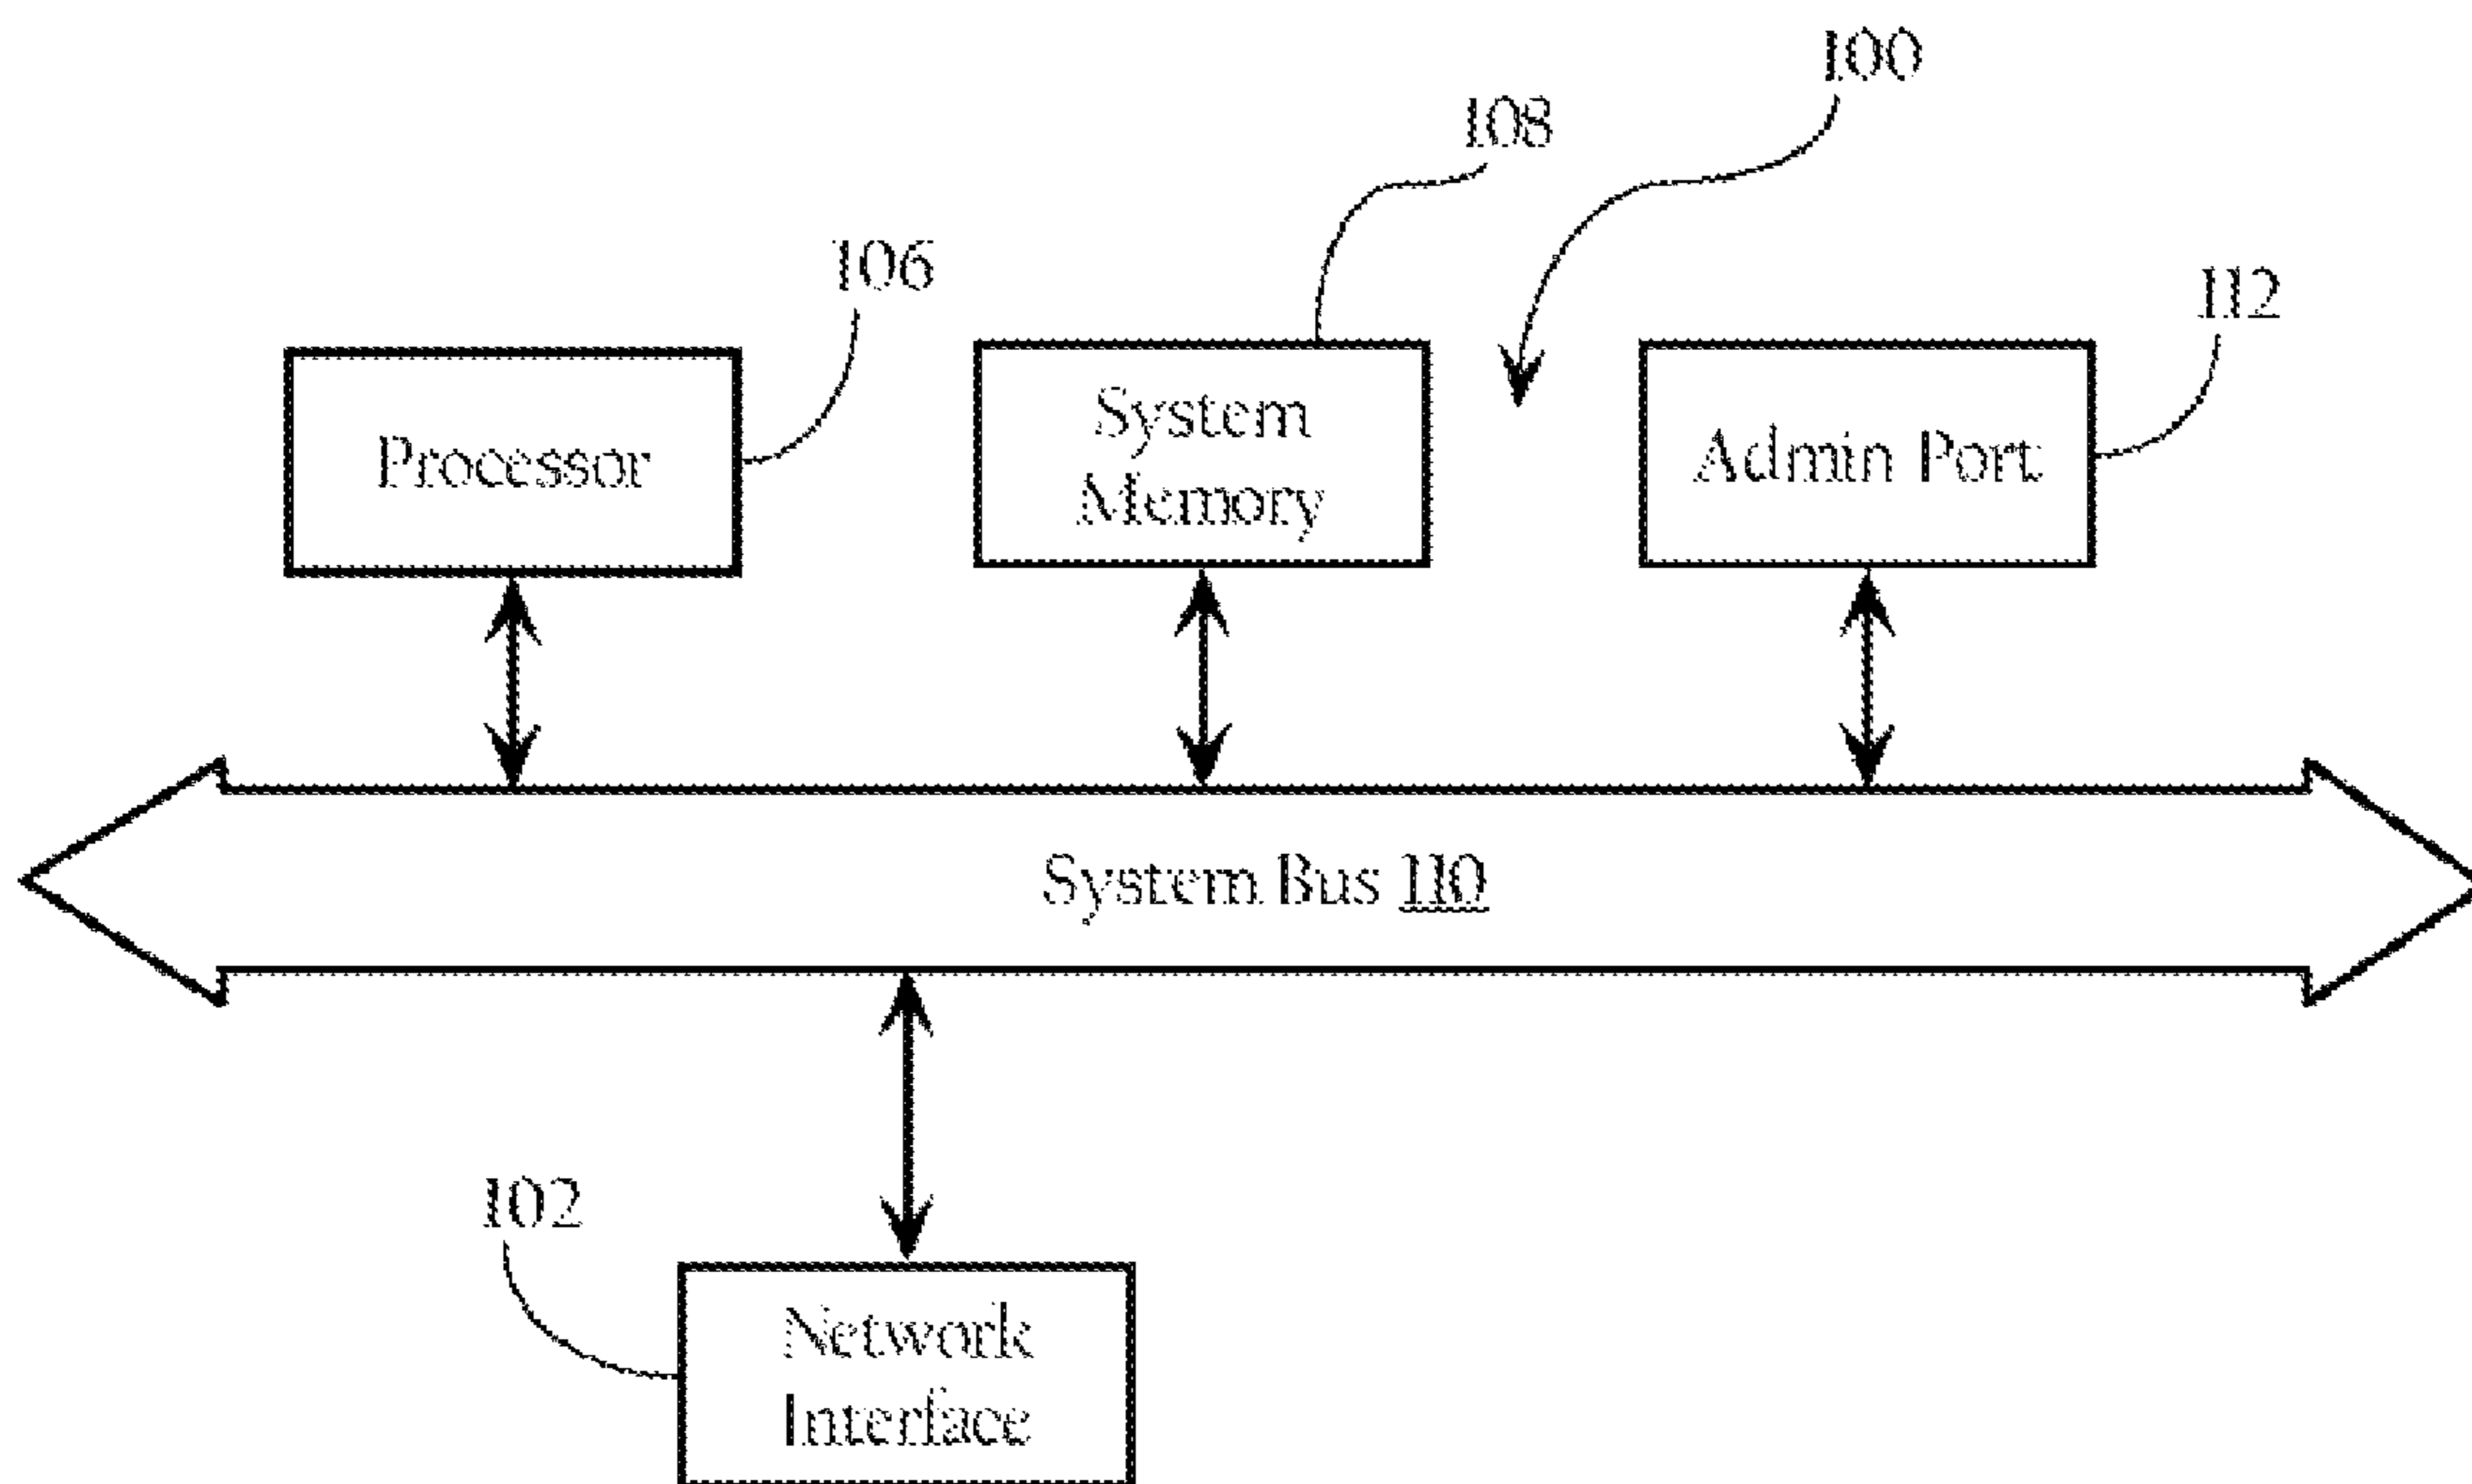 100
108
106
112
Processor
System
Memory
Admin Port
System Bus 110
102
Network
Interface